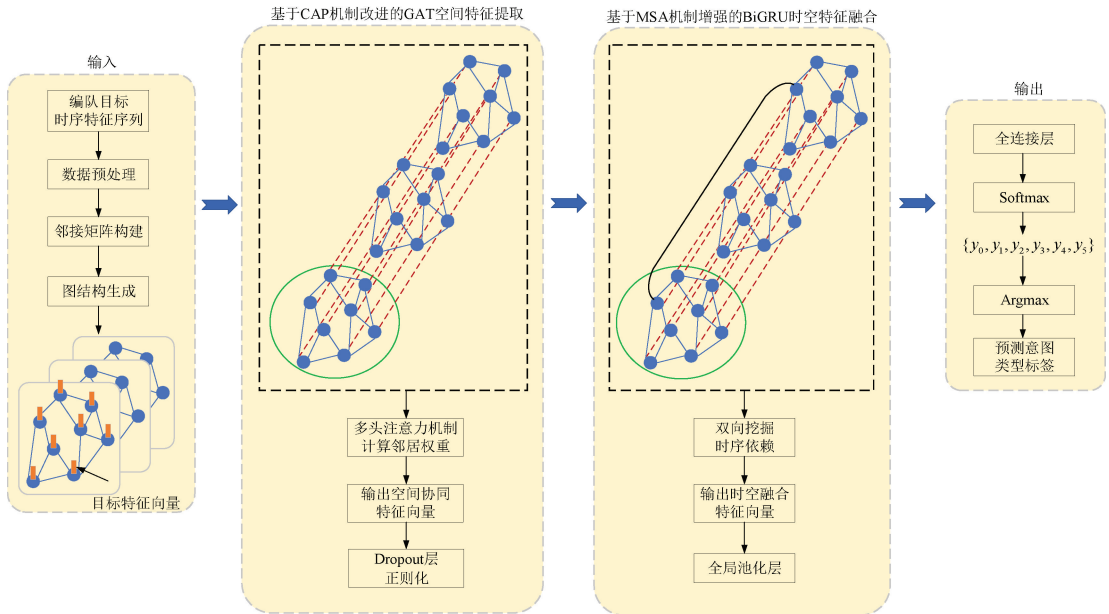 输入
编队目标
时序特征序列
数据预处理
邻接矩阵构建
图结构生成
目标特征向量
基于CAP机制改进的GAT空间特征提取
多头注意力机制
计算邻居权重
输出空间协同
特征向量
Dropout层
正则化
基于MSA机制增强的BiGRU时空特征融合
双向挖掘
时序依赖
输出时空融合
特征向量
全局池化层
输出
全连接层
Softmax
{y₀,y₁,y₂,y₃,y₄,y₅}
Argmax
预测意图
类型标签